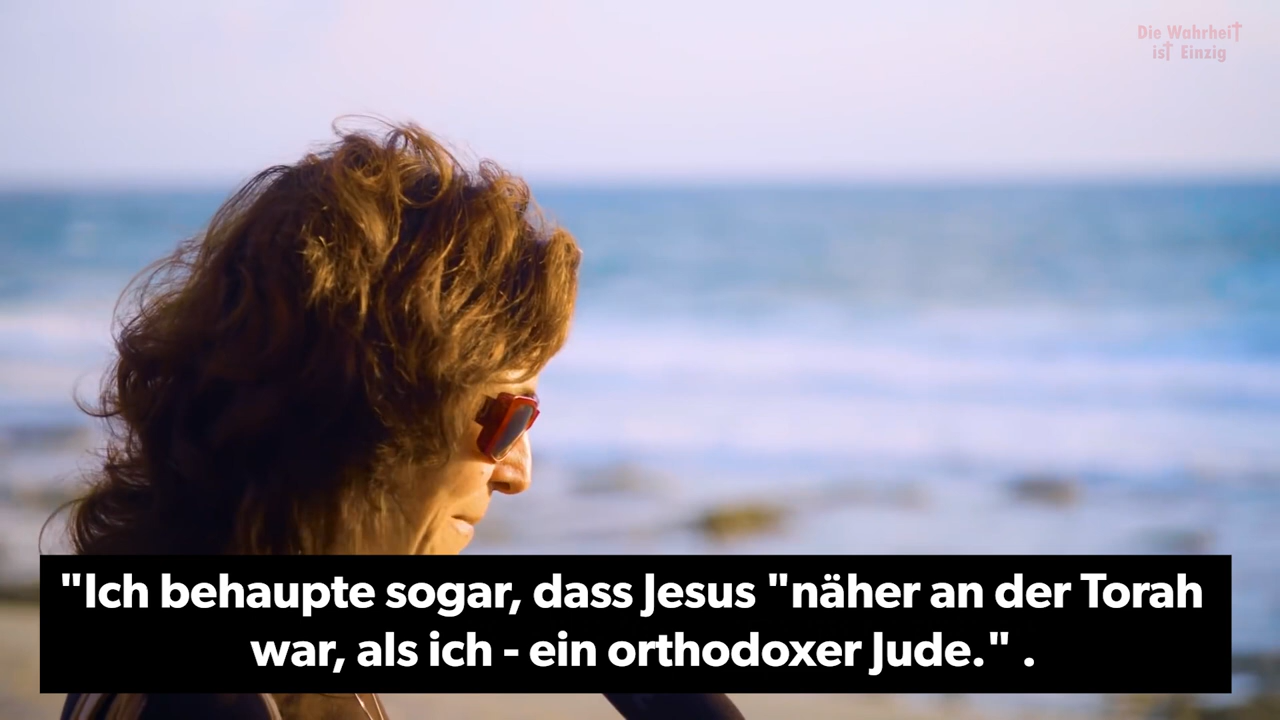 Die Wahrheit
ist Einzig
"Ich behaupte sogar, dass Jesus "näher an der Torah
war, als ich - ein orthodoxer Jude." .